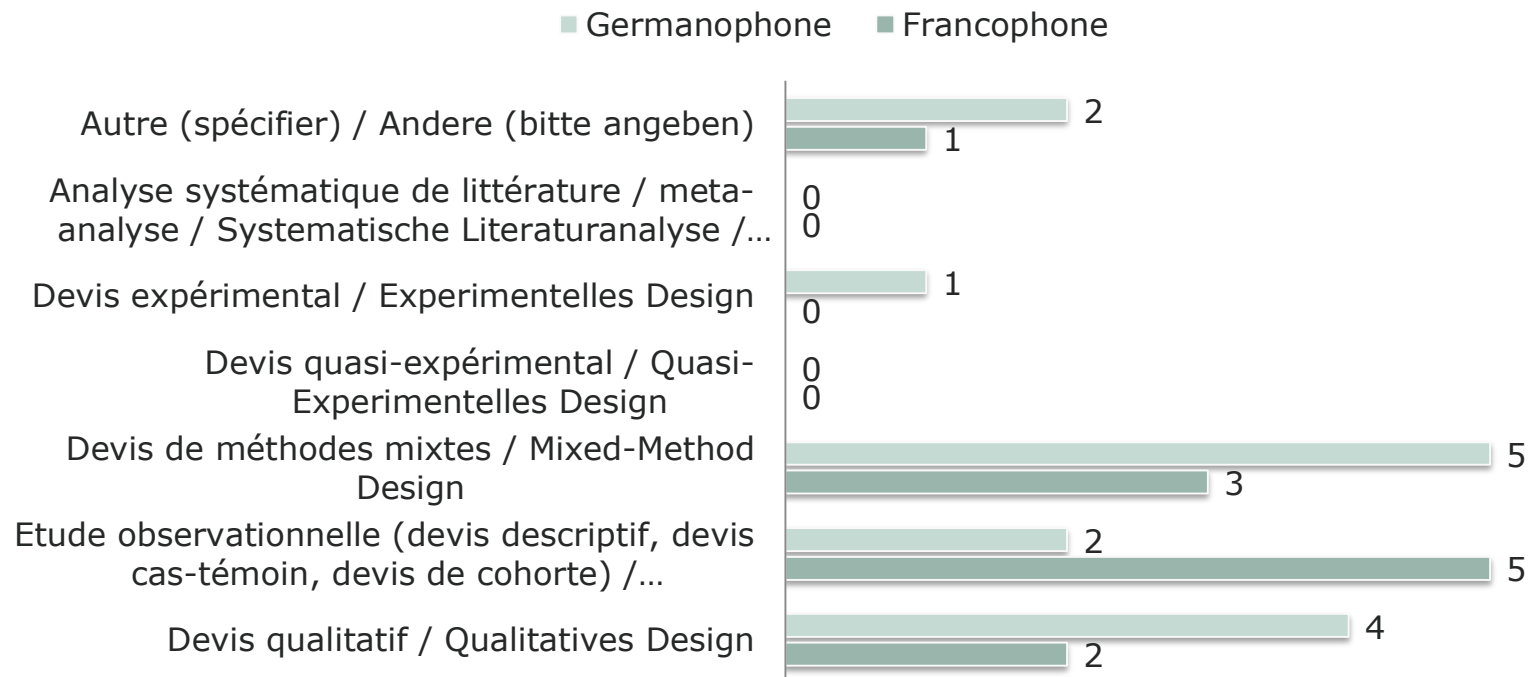 Germanophone Francophone
Autre (spécifier) / Andere (bitte angeben)
2
1
Analyse systématique de littérature / meta-
analyse / Systematische Literaturanalyse /…
0
0
Devis expérimental / Experimentelles Design
1
0
Devis quasi-expérimental / Quasi-
Experimentelles Design
0
0
Devis de méthodes mixtes / Mixed-Method
Design
5
3
Etude observationnelle (devis descriptif, devis
cas-témoin, devis de cohorte) /…
2
5
Devis qualitatif / Qualitatives Design
4
2